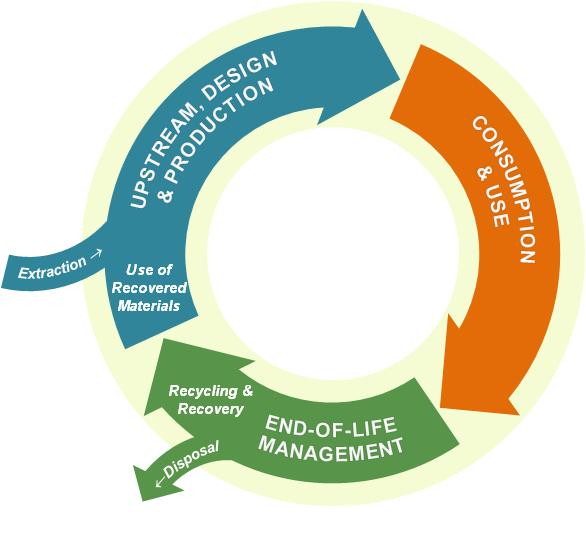 UPSTREAM, DESIGN
& PRODUCTION
CONSUMPTION
& USE
Extraction →
Use of
Recovered
Materials
Recycling &
Recovery
END-OF-LIFE
MANAGEMENT
←Disposal